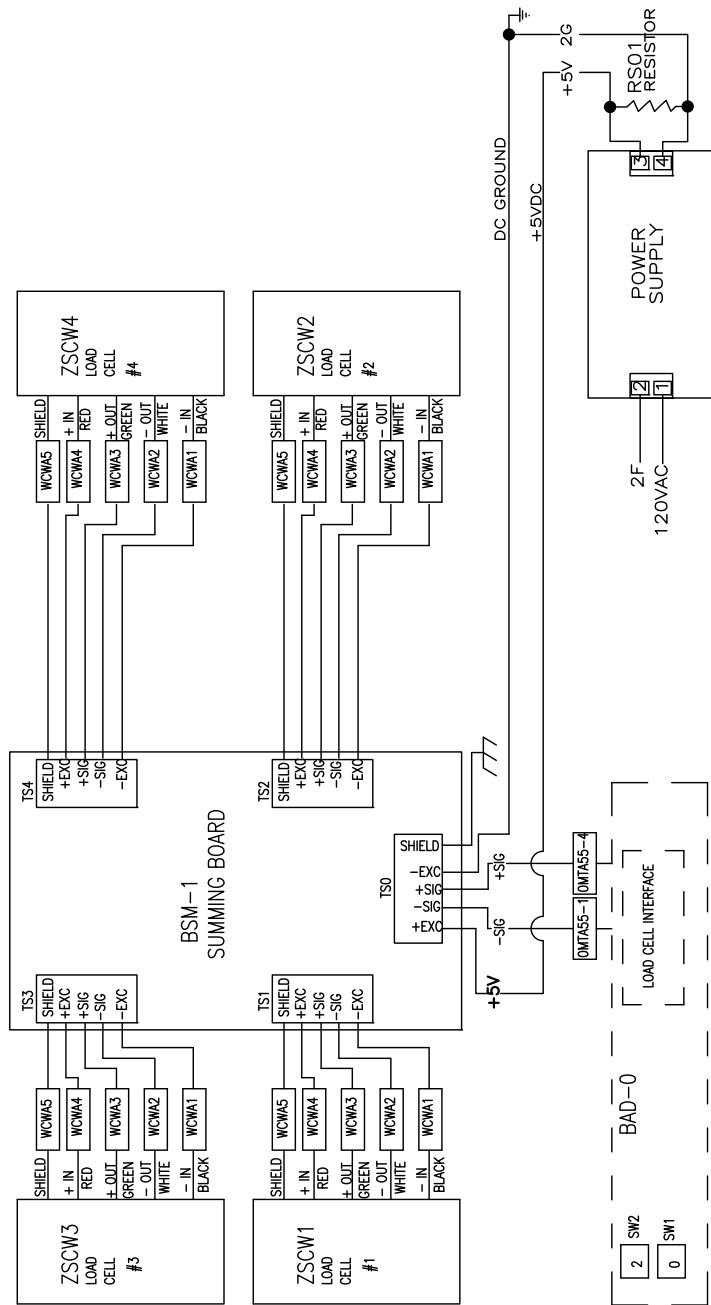 ZSCW4
LOAD
CELL
#4
SHIELD
+ IN
RED
+ OUT
GREEN
- OUT
WHITE
- IN
BLACK
WCWA5
WCWA4
WCWA3
WCWA2
WCWA1
ZSCW2
LOAD
CELL
#2
SHIELD
+ IN
RED
+ OUT
GREEN
- OUT
WHITE
- IN
BLACK
WCWA5
WCWA4
WCWA3
WCWA2
WCWA1
DC GROUND
+5VDC
+5V
2G
RS01
RESISTOR
3
4
POWER
SUPPLY
2
1
2F
120VAC
TS4
SHIELD
+EXC
+SIG
-SIG
-EXC
TS2
SHIELD
+EXC
+SIG
-SIG
-EXC
BSM-1
SUMMING BOARD
TS0
SHIELD
-EXC
+SIG
-SIG
+EXC
TS3
SHIELD
+EXC
+SIG
-SIG
-EXC
TS1
SHIELD
+EXC
+SIG
-SIG
-EXC
+SIG
-SIG
+5V
0MTA55-4
0MTA55-1
LOAD CELL INTERFACE
BAD-0
SW2
2
SW1
0
WCWA5
WCWA4
WCWA3
WCWA2
WCWA1
SHIELD
+ IN
RED
+ OUT
GREEN
- OUT
WHITE
- IN
BLACK
ZSCW3
LOAD
CELL
#3
WCWA5
WCWA4
WCWA3
WCWA2
WCWA1
SHIELD
+ IN
RED
+ OUT
GREEN
- OUT
WHITE
- IN
BLACK
ZSCW1
LOAD
CELL
#1